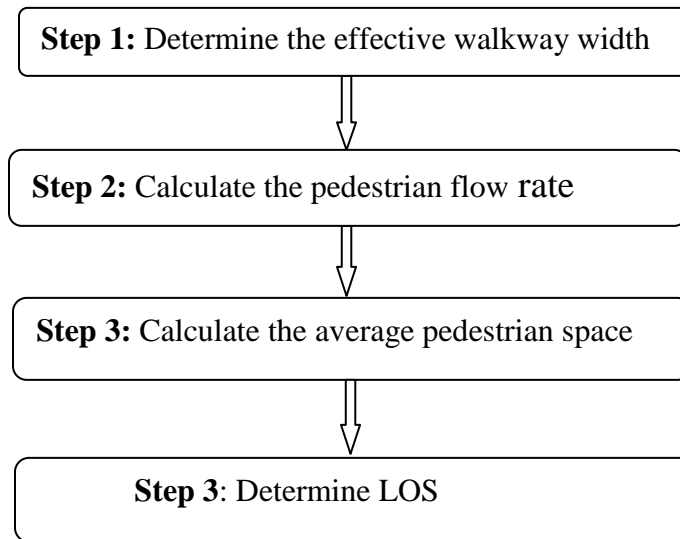 Step 1: Determine the effective walkway width
Step 2: Calculate the pedestrian flow rate
Step 3: Calculate the average pedestrian space
Step 3: Determine LOS